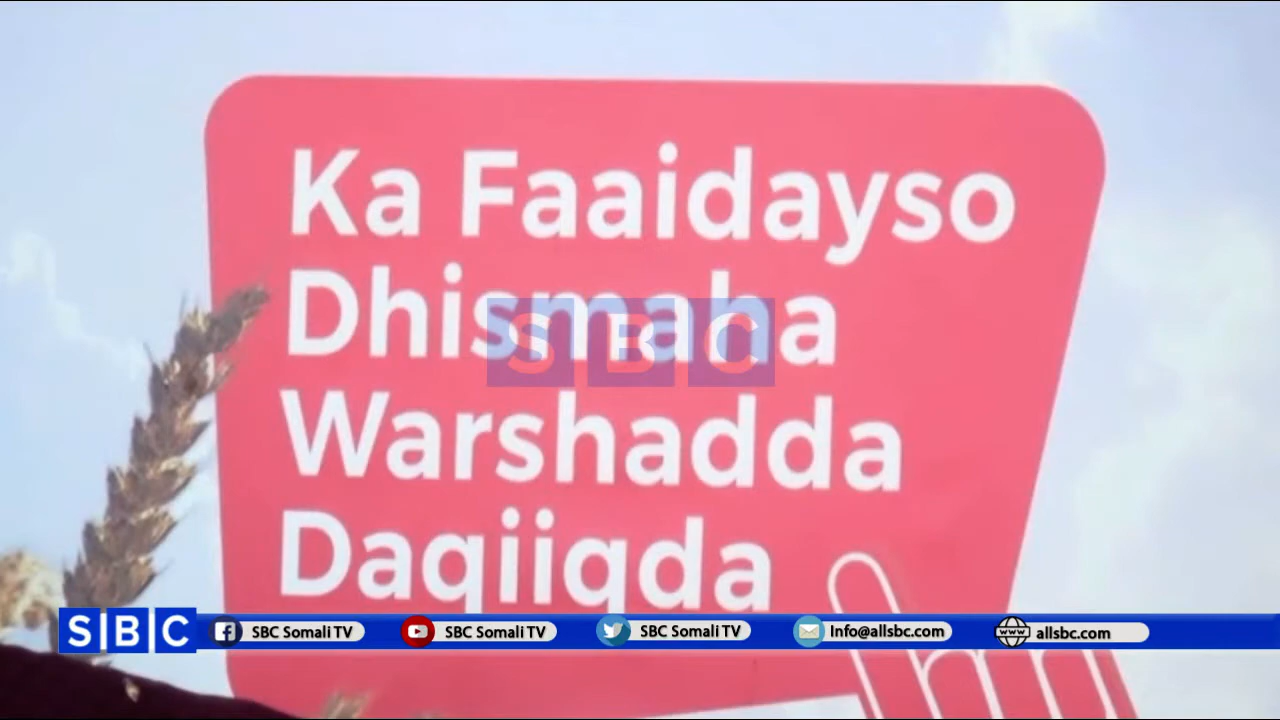 Ka Faaidayso
Dhismaha
SBC
Warshadda
Daqiiqda
S|B|C
SBC Somali TV
SBC Somali TV
SBC Somali TV
Info@allsbc.com
www
allsbc.com